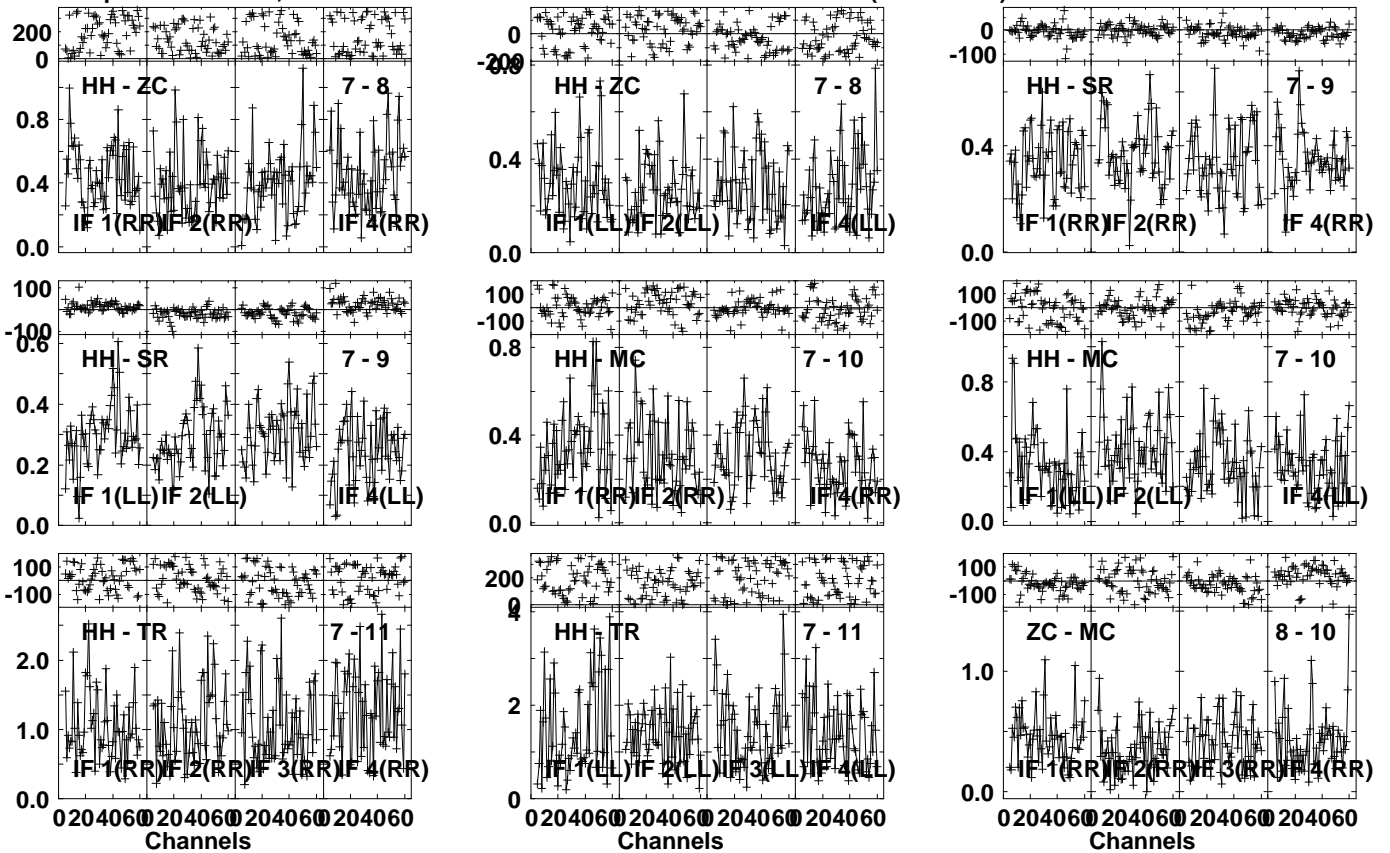 200
0
HH - ZC
7 - 8
0.8
0.4
0.0
IF 1(RR)
IF 2(RR)
IF 4(RR)
0
-200
0.8
HH - ZC
7 - 8
0.4
0.0
IF 1(LL)
IF 2(LL)
IF 4(LL)
0
-100
HH - SR
7 - 9
0.4
0.0
IF 1(RR)
IF 2(RR)
IF 4(RR)
100
-100
0.6
HH - SR
7 - 9
0.4
0.2
0.0
IF 1(LL)
IF 2(LL)
IF 4(LL)
100
-100
0.8
HH - MC
7 - 10
0.4
0.0
IF 1(RR)
IF 2(RR)
IF 4(RR)
100
-100
HH - MC
7 - 10
0.8
0.4
0.0
IF 1(LL)
IF 2(LL)
IF 4(LL)
100
-100
HH - TR
7 - 11
2.0
1.0
0.0
IF 1(RR)
IF 2(RR)
IF 3(RR)
IF 4(RR)
0 20 40 60 0 20 40 60 0 20 40 60 0 20 40 60
Channels
200
0
4
HH - TR
7 - 11
2
0
IF 1(LL)
IF 2(LL)
IF 3(LL)
IF 4(LL)
0 20 40 60 0 20 40 60 0 20 40 60 0 20 40 60
Channels
100
-100
ZC - MC
8 - 10
1.0
0.0
IF 1(RR)
IF 2(RR)
IF 3(RR)
IF 4(RR)
0 20 40 60 0 20 40 60 0 20 40 60 0 20 40 60
Channels